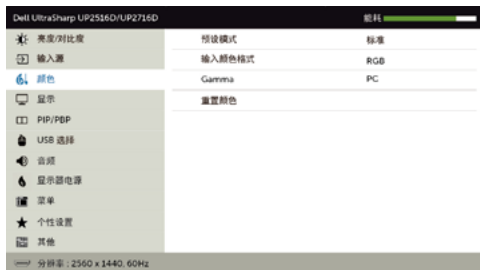 Dell UltraSharp UP2516D/UP2716D
能耗
亮度/对比度
预设模式
标准
输入源
输入颜色格式
RGB
颜色
Gamma
PC
显示
重置颜色
PIP/PBP
USB 选择
音频
显示器电源
菜单
个性设置
其他
分辨率：2560 x 1440, 60Hz